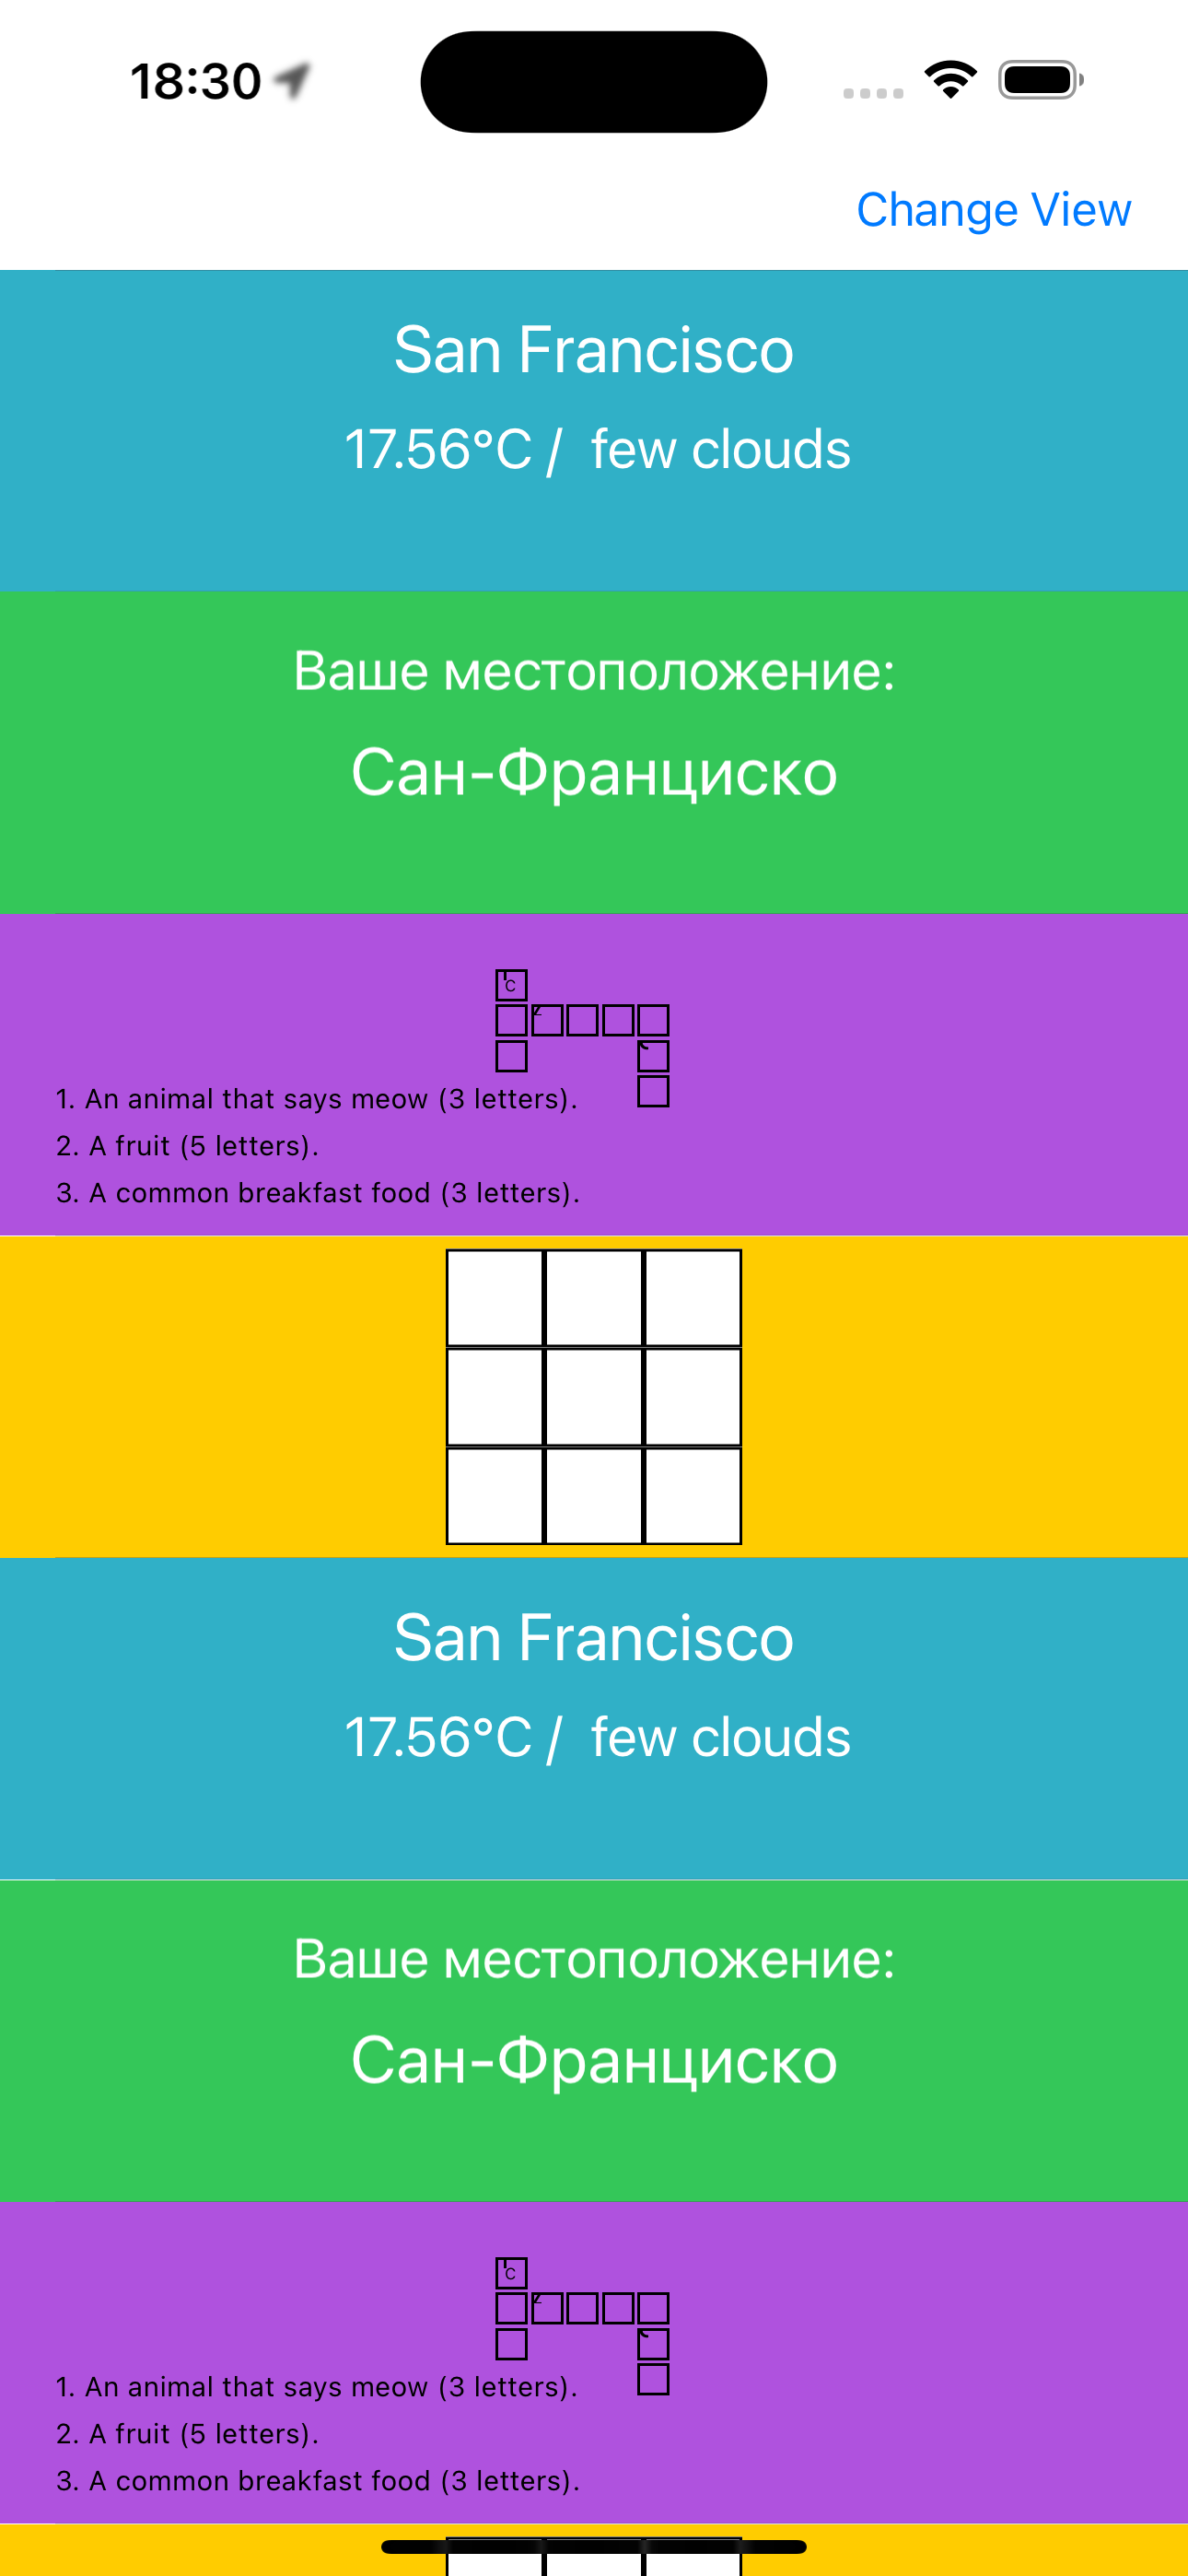 18:30
Change View
San Francisco
17.56°C / few clouds
Ваше местоположение:
Сан-Франциско
C
1. An animal that says meow (3 letters).
2. A fruit (5 letters).
3. A common breakfast food (3 letters).
San Francisco
17.56°C / few clouds
Ваше местоположение:
Сан-Франциско
C
1. An animal that says meow (3 letters).
2. A fruit (5 letters).
3. A common breakfast food (3 letters).